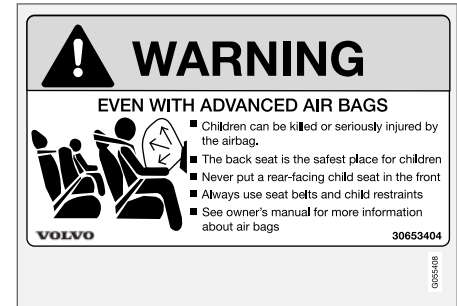 WARNING
EVEN WITH ADVANCED AIR BAGS
■ Children can be killed or seriously injured by
the airbag.
■ The back seat is the safest place for children
■ Never put a rear-facing child seat in the front
■ Always use seat belts and child restraints
■ See owner's manual for more information
about air bags
VOLVO
30653404
G055408